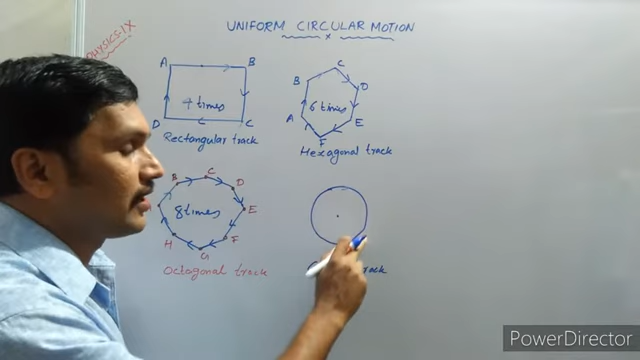 UNIFORM CIRCULAR MOTION
x
PHYSICS-IX
A B
4 times
D C
Rectangular track
C
B D
6 times
A E
F
Hexagonal track
B C D
8 times E
H F
G
Octagonal track
PowerDirector